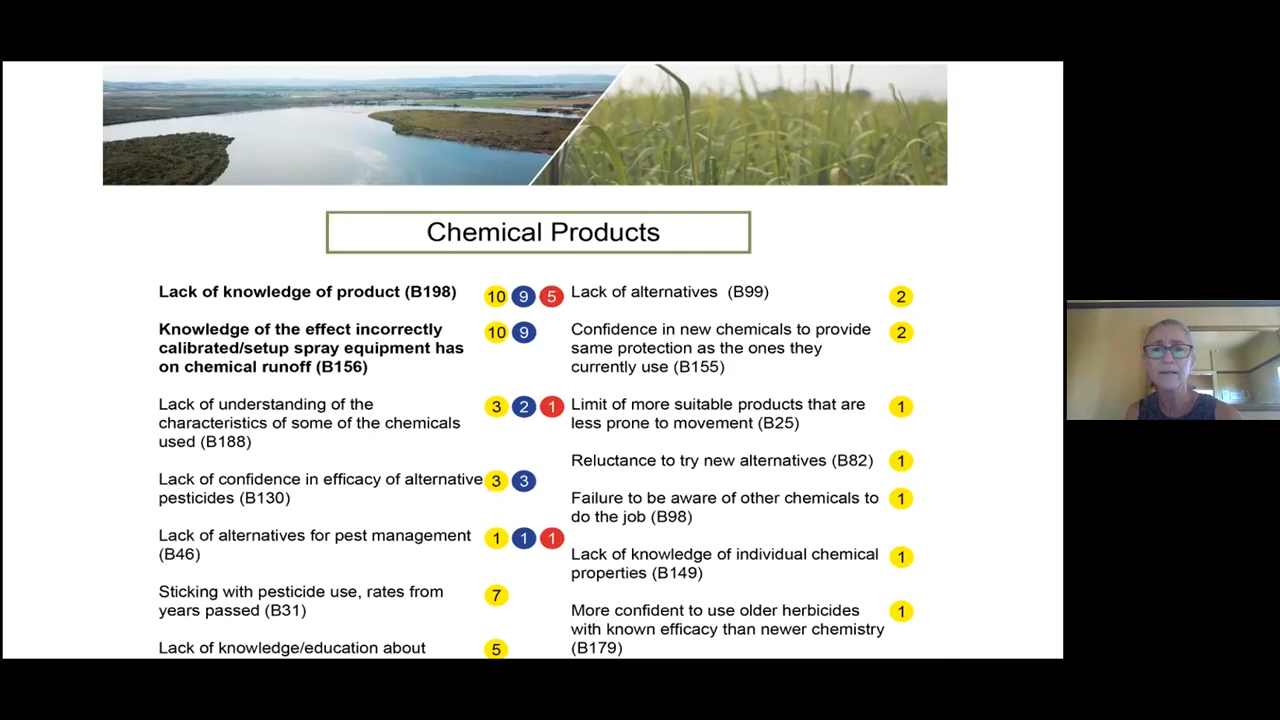 Chemical Products
Lack of knowledge of product (B198)
10 9 5
Knowledge of the effect incorrectly
calibrated/setup spray equipment has
on chemical runoff (B156)
10 9
Lack of understanding of the
characteristics of some of the chemicals
used (B188)
3 2 1
Lack of confidence in efficacy of alternative
pesticides (B130)
3 3
Lack of alternatives for pest management
(B46)
1 1 1
Sticking with pesticide use, rates from
years passed (B31)
7
Lack of knowledge/education about
5
Lack of alternatives (B99)
2
Confidence in new chemicals to provide
same protection as the ones they
currently use (B155)
2
Limit of more suitable products that are
less prone to movement (B25)
1
Reluctance to try new alternatives (B82)
1
Failure to be aware of other chemicals to
do the job (B98)
1
Lack of knowledge of individual chemical
properties (B149)
1
More confident to use older herbicides
with known efficacy than newer chemistry
(B179)
1